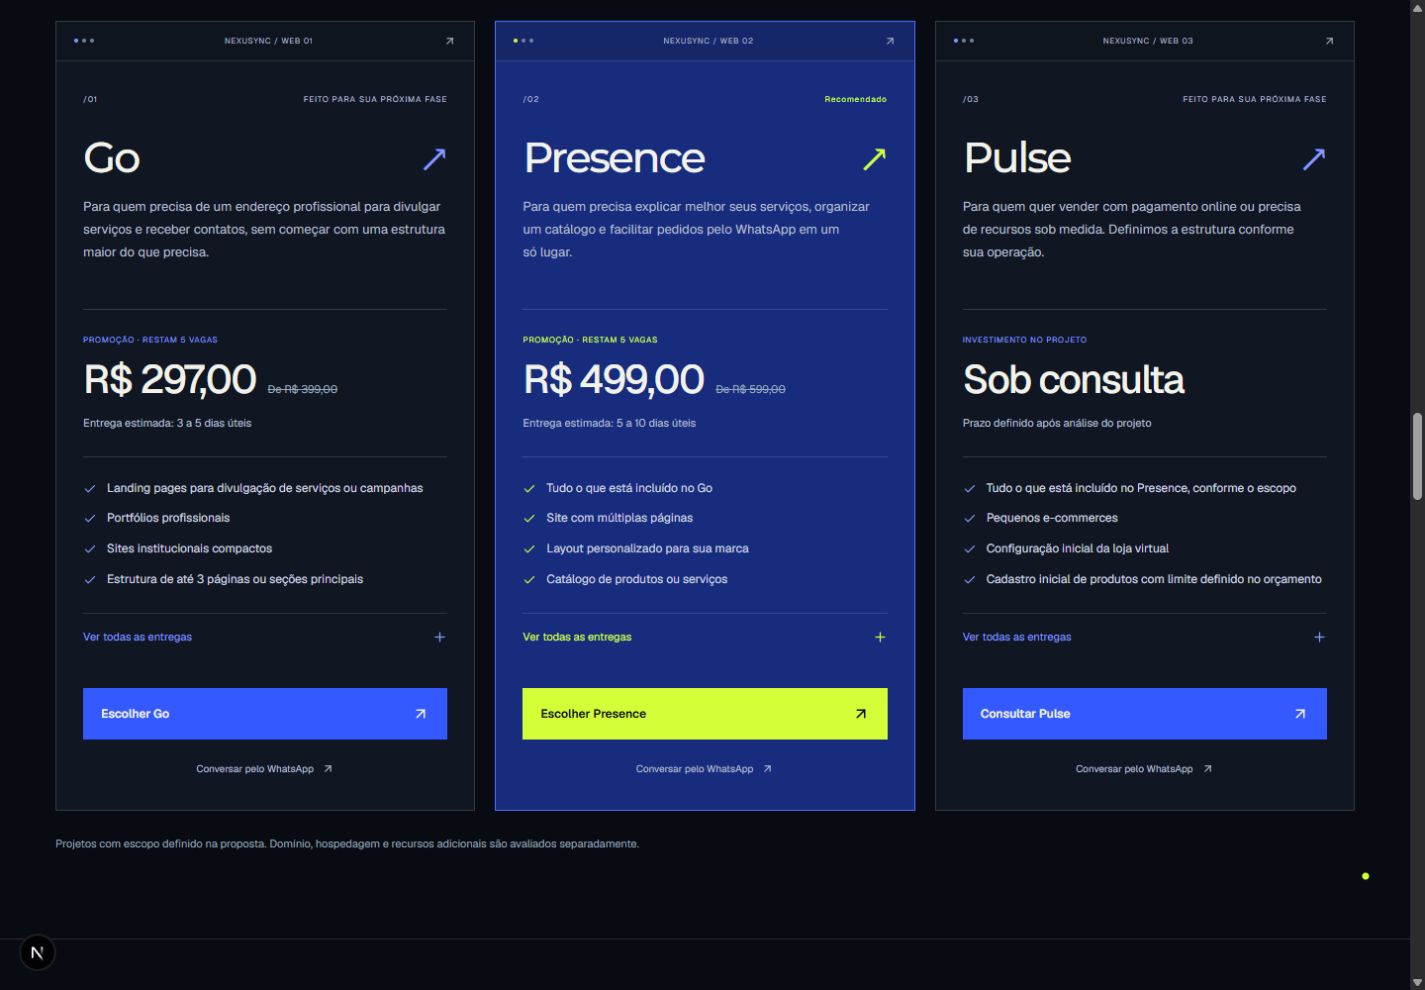 NEXUSYNC / WEB 01
/01
FEITO PARA SUA PRÓXIMA FASE
Go
Para quem precisa de um endereço profissional para divulgar
serviços e receber contatos, sem começar com uma estrutura
maior do que precisa.
PROMOÇÃO · RESTAM 5 VAGAS
R$ 297,00 De R$ 399,00
Entrega estimada: 3 a 5 dias úteis
Landing pages para divulgação de serviços ou campanhas
Portfólios profissionais
Sites institucionais compactos
Estrutura de até 3 páginas ou seções principais
Ver todas as entregas
Escolher Go
Conversar pelo WhatsApp
NEXUSYNC / WEB 02
/02
Recomendado
Presence
Para quem precisa explicar melhor seus serviços, organizar
um catálogo e facilitar pedidos pelo WhatsApp em um
só lugar.
PROMOÇÃO · RESTAM 5 VAGAS
R$ 499,00 De R$ 599,00
Entrega estimada: 5 a 10 dias úteis
Tudo o que está incluído no Go
Site com múltiplas páginas
Layout personalizado para sua marca
Catálogo de produtos ou serviços
Ver todas as entregas
Escolher Presence
Conversar pelo WhatsApp
NEXUSYNC / WEB 03
/03
FEITO PARA SUA PRÓXIMA FASE
Pulse
Para quem quer vender com pagamento online ou precisa
de recursos sob medida. Definimos a estrutura conforme
sua operação.
INVESTIMENTO NO PROJETO
Sob consulta
Prazo definido após análise do projeto
Tudo o que está incluído no Presence, conforme o escopo
Pequenos e-commerces
Configuração inicial da loja virtual
Cadastro inicial de produtos com limite definido no orçamento
Ver todas as entregas
Consultar Pulse
Conversar pelo WhatsApp
Projetos com escopo definido na proposta. Domínio, hospedagem e recursos adicionais são avaliados separadamente.
N